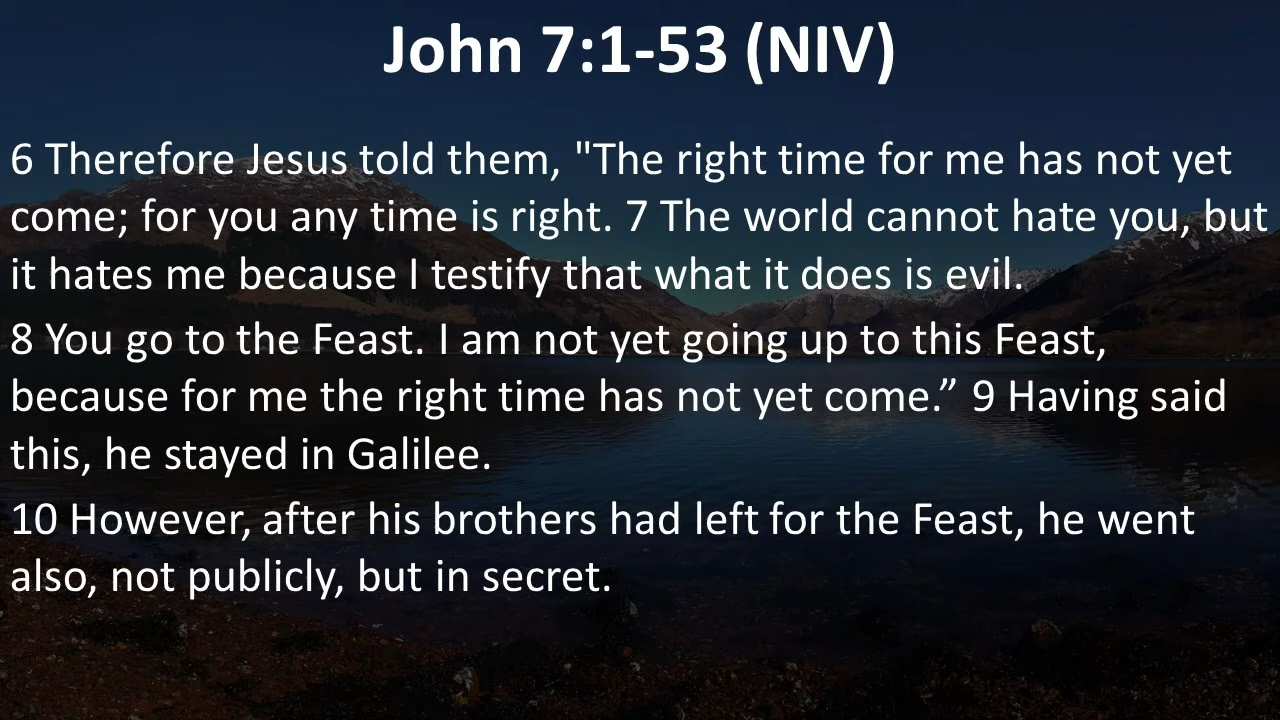 John 7:1-53 (NIV)
6 Therefore Jesus told them, "The right time for me has not yet
come; for you any time is right. 7 The world cannot hate you, but
it hates me because I testify that what it does is evil.
8 You go to the Feast. I am not yet going up to this Feast,
because for me the right time has not yet come.” 9 Having said
this, he stayed in Galilee.
10 However, after his brothers had left for the Feast, he went
also, not publicly, but in secret.